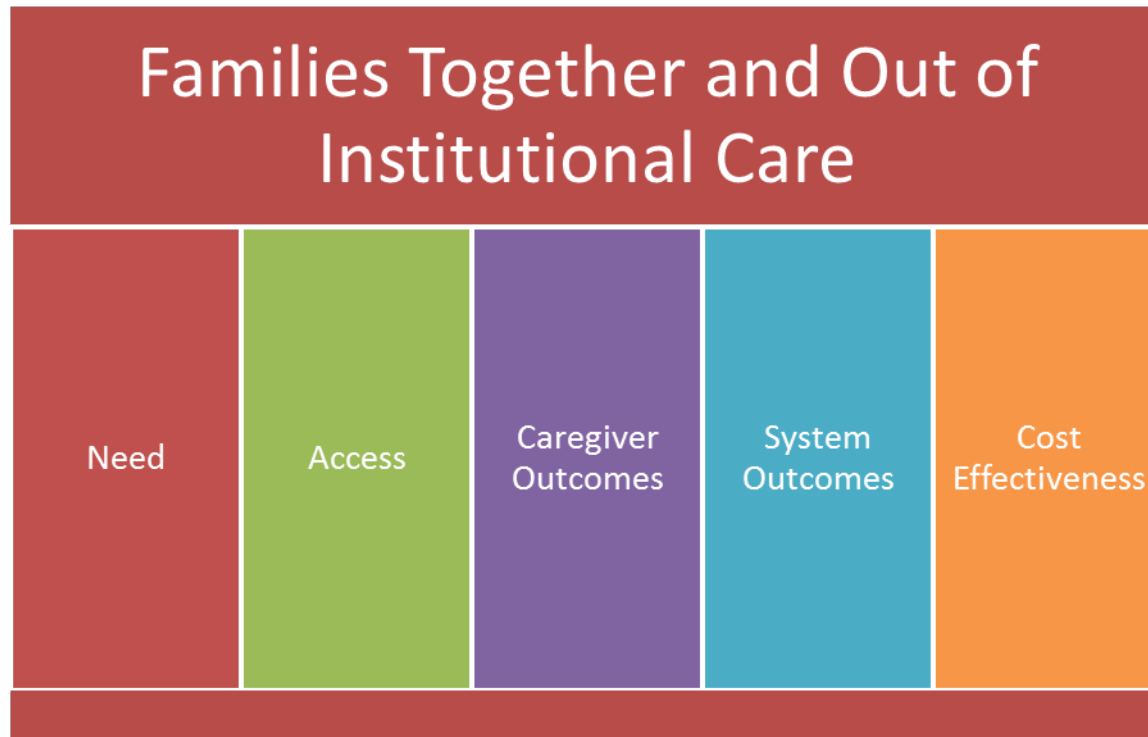 Families Together and Out of
Institutional Care
Need
Access
Caregiver
Outcomes
System
Outcomes
Cost
Effectiveness